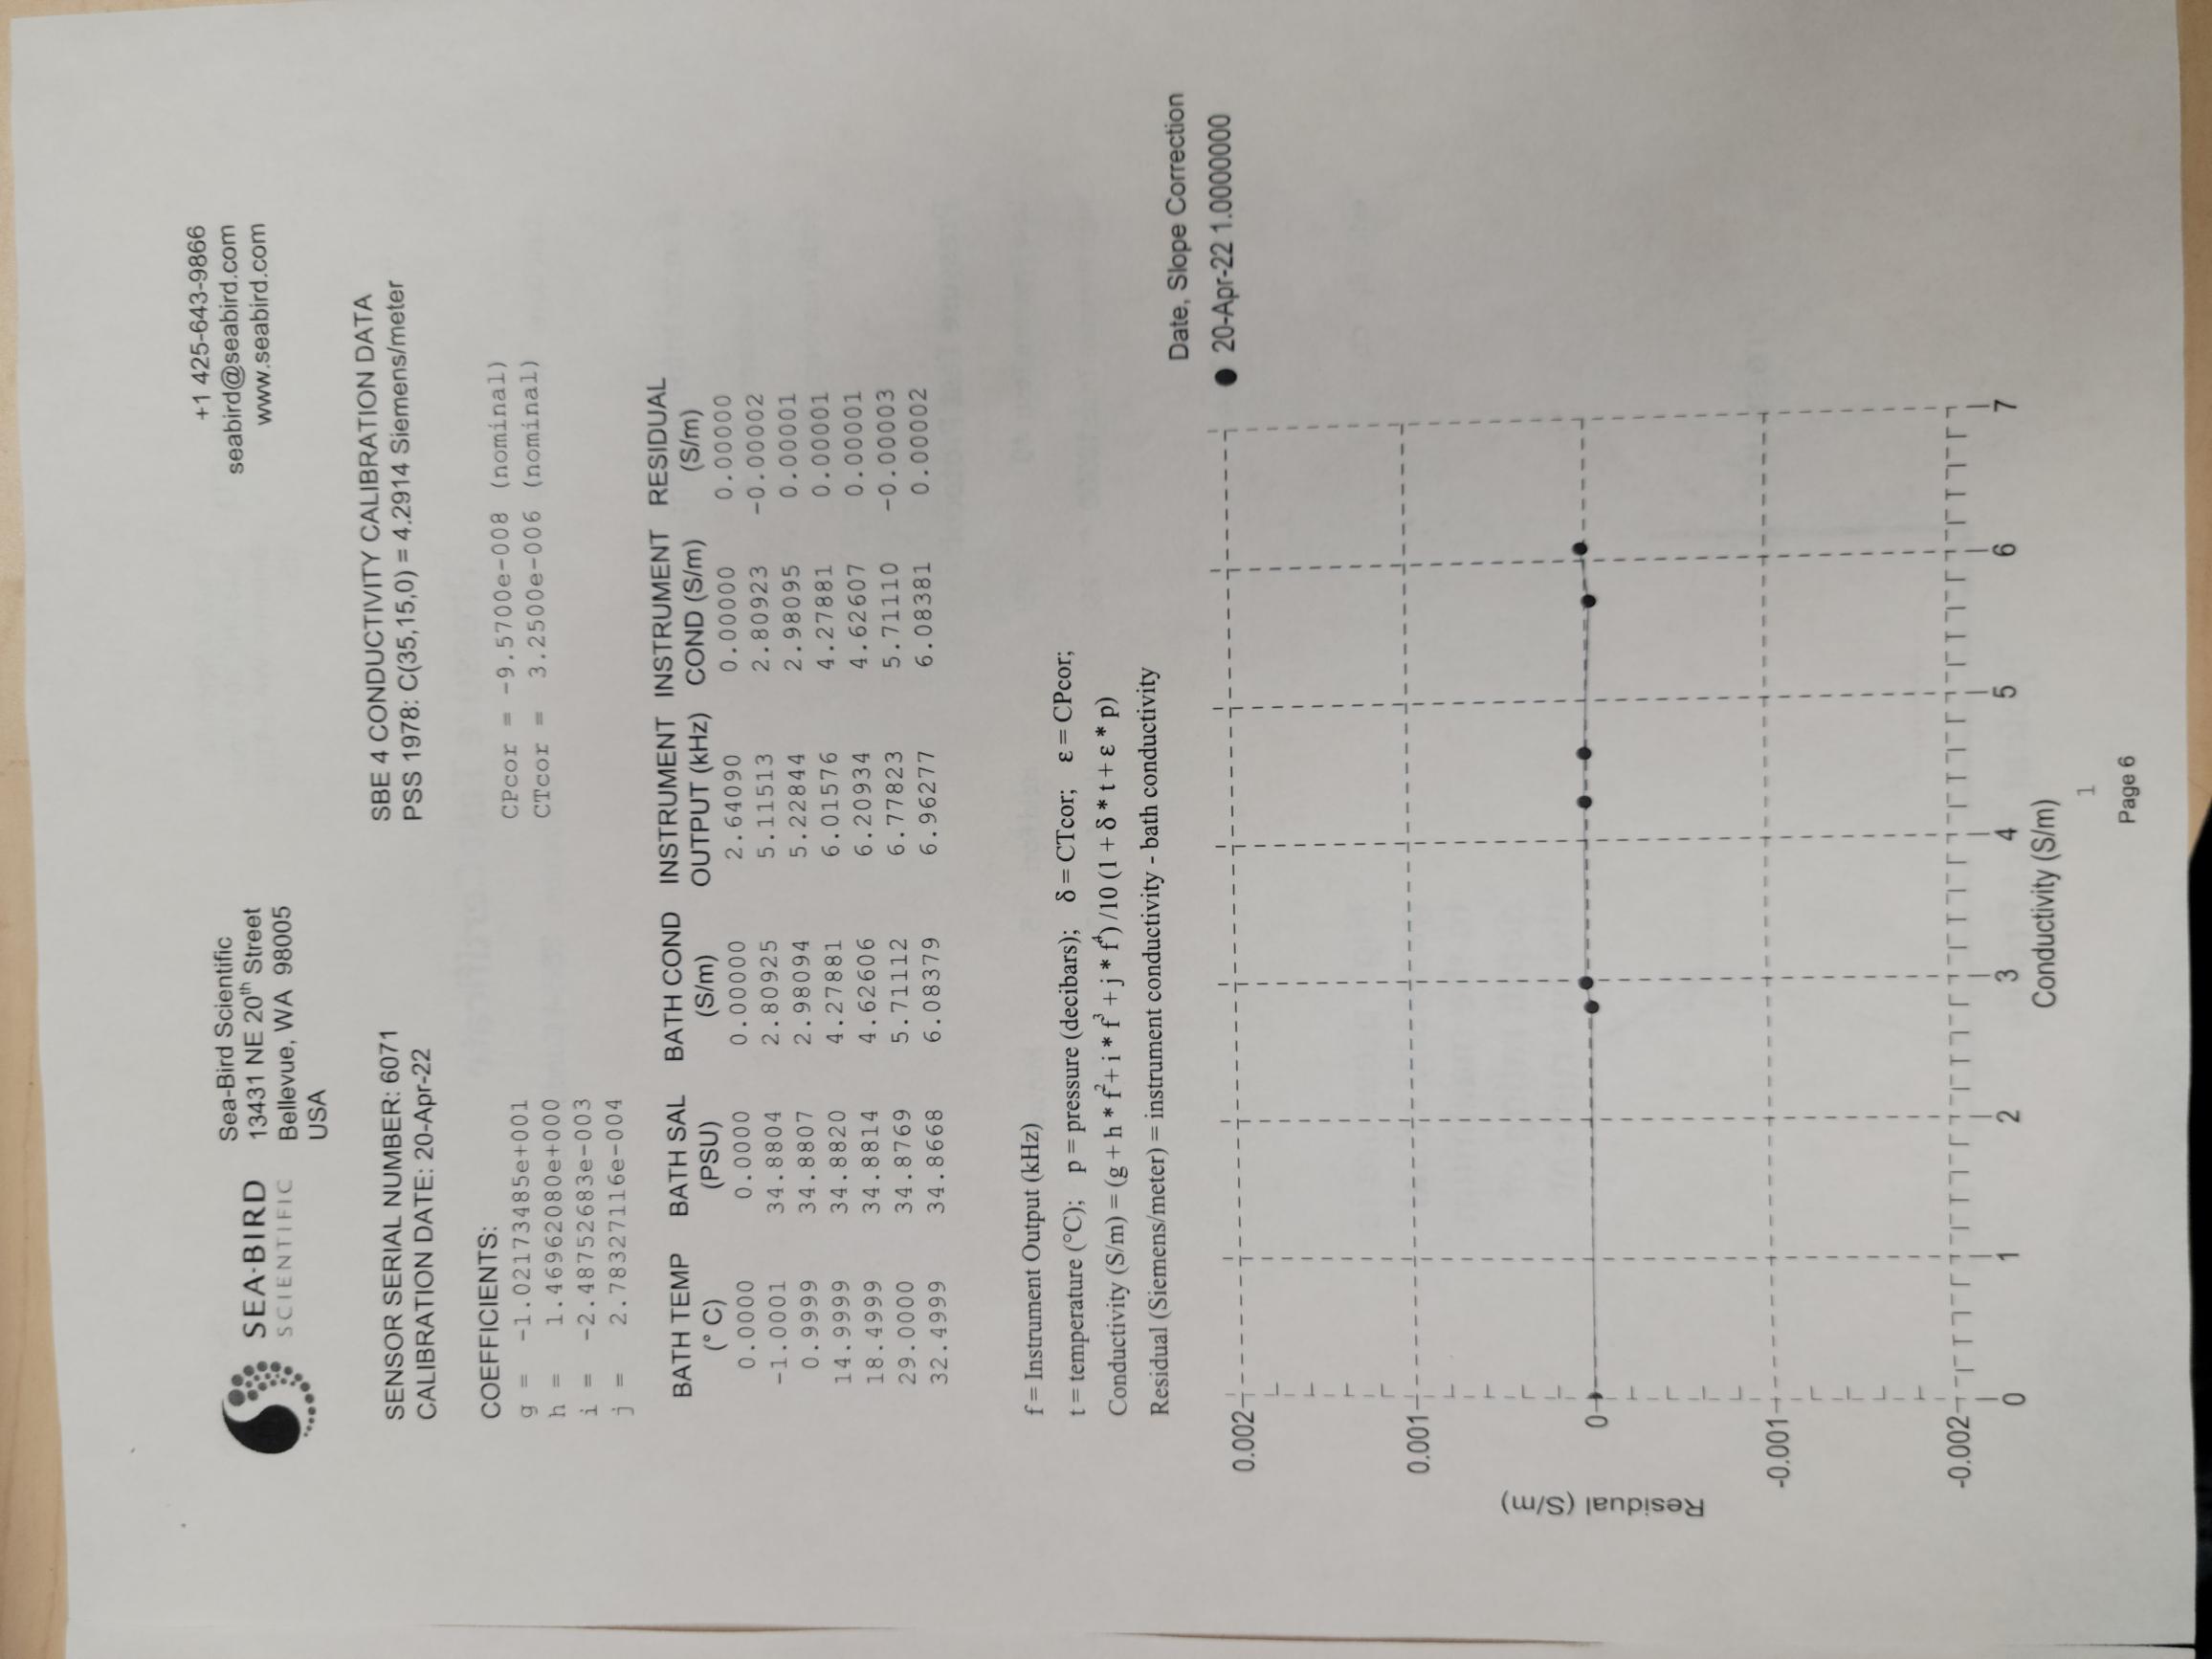 SEA·BIRD
SCIENTIFIC
Sea-Bird Scientific
13431 NE 20th Street
Bellevue, WA 98005
USA
+1 425-643-9866
seabird@seabird.com
www.seabird.com
SENSOR SERIAL NUMBER: 6071
CALIBRATION DATE: 20-Apr-22
SBE 4 CONDUCTIVITY CALIBRATION DATA
PSS 1978: C(35,15,0) = 4.2914 Siemens/meter
COEFFICIENTS:
g = -1.02173485e+001
h = 1.46962080e+000
i = -2.48752683e-003
j = 2.78327116e-004
CPcor = -9.5700e-008 (nominal)
CTcor = 3.2500e-006 (nominal)
BATH TEMP BATH SAL BATH COND INSTRUMENT INSTRUMENT RESIDUAL
(° C) (PSU) (S/m) OUTPUT (kHz) COND (S/m) (S/m)
0.0000 0.0000 0.00000 2.64090 0.00000 0.00000
-1.0001 34.8804 2.80925 5.11513 2.80923 -0.00002
0.9999 34.8807 2.98094 5.22844 2.98095 0.00001
14.9999 34.8820 4.27881 6.01576 4.27881 0.00001
18.4999 34.8814 4.62606 6.20934 4.62607 0.00001
29.0000 34.8769 5.71112 6.77823 5.71110 -0.00003
32.4999 34.8668 6.08379 6.96277 6.08381 0.00002
f = Instrument Output (kHz)
t = temperature (°C); p = pressure (decibars); δ = CTcor; ε = CPcor;
Conductivity (S/m) = (g + h * f² + i * f³ + j * f⁴) /10 (1 + δ * t + ε * p)
Residual (Siemens/meter) = instrument conductivity - bath conductivity
Date, Slope Correction
20-Apr-22 1.0000000
0.002
0.001
0
-0.001
-0.002
Residual (S/m)
0 1 2 3 4 5 6 7
Conductivity (S/m)
1
Page 6